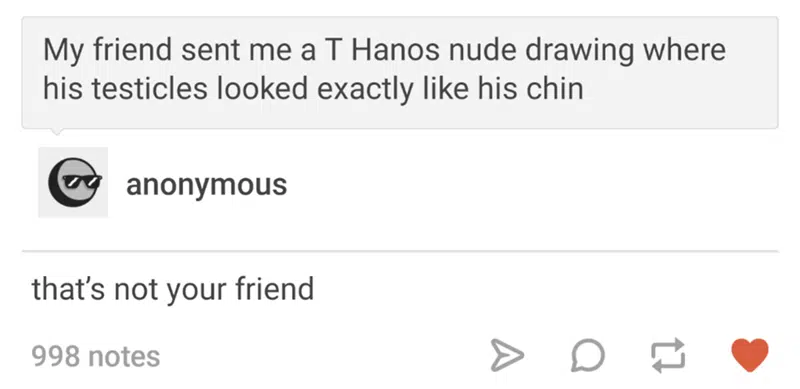 My friend sent me a T Hanos nude drawing where
his testicles looked exactly like his chin
anonymous
that's not your friend
998 notes